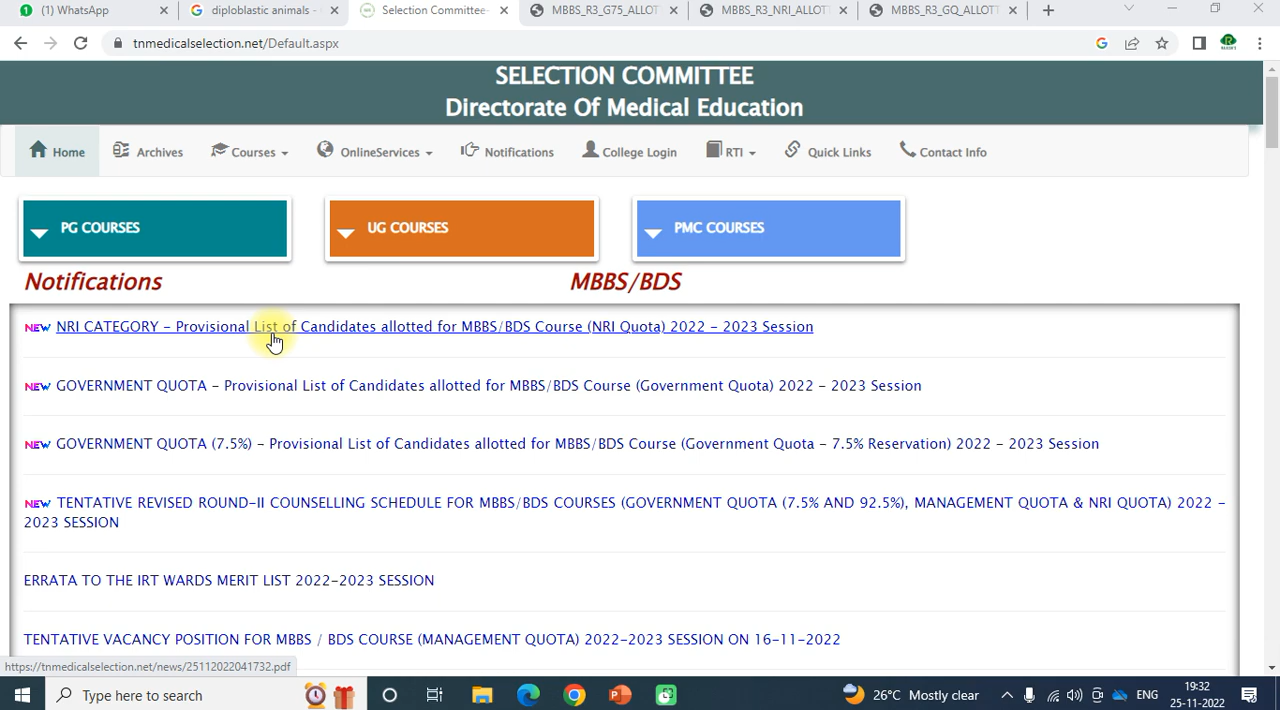 (1) WhatsApp
diploblastic animals -
Selection Committee-
MBBS_R3_G75_ALLOT
MBBS_R3_NRI_ALLOT
MBBS_R3_GQ_ALLOTT
tnmedicalselection.net/Default.aspx
SELECTION COMMITTEE
Directorate Of Medical Education
Home Archives Courses OnlineServices Notifications College Login RTI Quick Links Contact Info
PG COURSES UG COURSES PMC COURSES
Notifications MBBS/BDS
NEW NRI CATEGORY – Provisional List of Candidates allotted for MBBS/BDS Course (NRI Quota) 2022 – 2023 Session
NEW GOVERNMENT QUOTA – Provisional List of Candidates allotted for MBBS/BDS Course (Government Quota) 2022 – 2023 Session
NEW GOVERNMENT QUOTA (7.5%) – Provisional List of Candidates allotted for MBBS/BDS Course (Government Quota – 7.5% Reservation) 2022 – 2023 Session
NEW TENTATIVE REVISED ROUND-II COUNSELLING SCHEDULE FOR MBBS/BDS COURSES (GOVERNMENT QUOTA (7.5% AND 92.5%), MANAGEMENT QUOTA & NRI QUOTA) 2022 –
2023 SESSION
ERRATA TO THE IRT WARDS MERIT LIST 2022-2023 SESSION
TENTATIVE VACANCY POSITION FOR MBBS / BDS COURSE (MANAGEMENT QUOTA) 2022-2023 SESSION ON 16-11-2022
https://tnmedicalselection.net/news/25112022041732.pdf
Type here to search
26°C Mostly clear
ENG
19:32
25-11-2022